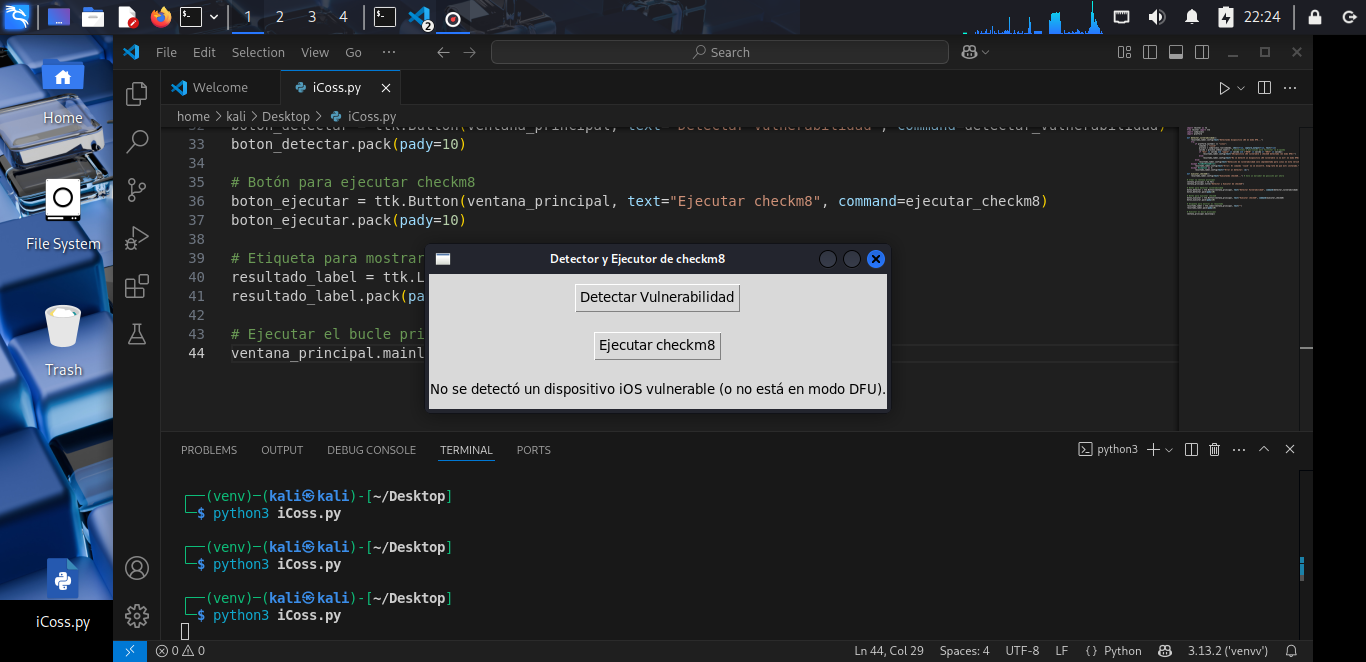 1 2 3 4 2 22:24
File Edit Selection View Go ··· Search
Home
Welcome iCoss.py
home > kali > Desktop > iCoss.py
32 boton_detectar = ttk.Button(ventana_principal, text="Detectar Vulnerabilidad", command=detectar_vulnerabilidad)
33 boton_detectar.pack(pady=10)
34
35 # Botón para ejecutar checkm8
36 boton_ejecutar = ttk.Button(ventana_principal, text="Ejecutar checkm8", command=ejecutar_checkm8)
37 boton_ejecutar.pack(pady=10)
38
File System
39 # Etiqueta para mostrar
40 resultado_label = ttk.L
41 resultado_label.pack(pa
42
43 # Ejecutar el bucle pri
44 ventana_principal.mainl
Detector y Ejecutor de checkm8
Detectar Vulnerabilidad
Ejecutar checkm8
No se detectó un dispositivo iOS vulnerable (o no está en modo DFU).
Trash
PROBLEMS OUTPUT DEBUG CONSOLE TERMINAL PORTS python3
(venv)-(kali㉿kali)-[~/Desktop]
$ python3 iCoss.py
(venv)-(kali㉿kali)-[~/Desktop]
$ python3 iCoss.py
(venv)-(kali㉿kali)-[~/Desktop]
$ python3 iCoss.py
iCoss.py
0 0 Ln 44, Col 29 Spaces: 4 UTF-8 LF { } Python 3.13.2 ('venvv')